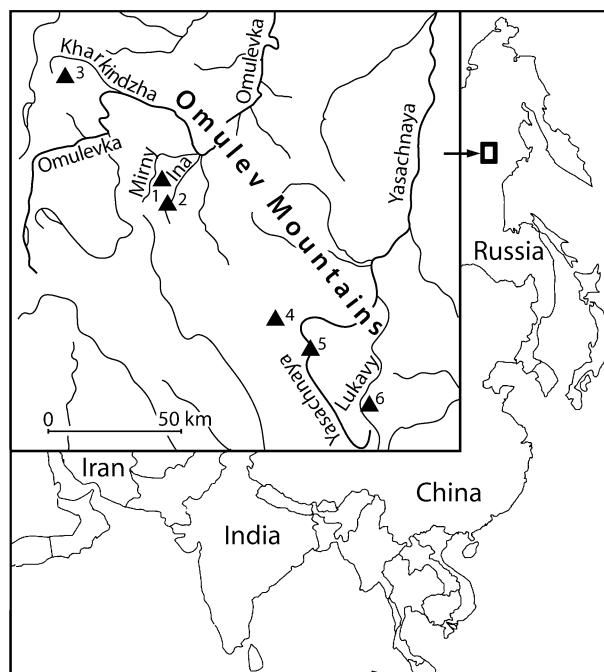 Kharkindzha
3
Omulevka
Omulevka
Omulev Mountains
Yasachnaya
Mirny
Ina
1
2
4
5
Yasachnaya
Lukavy
6
0 50 km
Russia
Iran
India
China